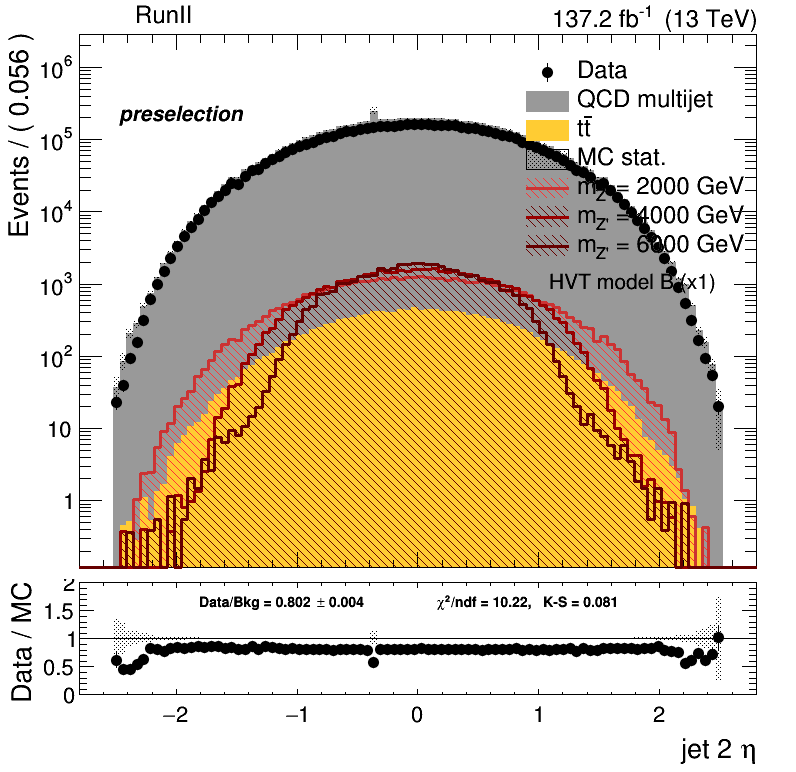 RunII 137.2 fb⁻¹ (13 TeV)
Events / ( 0.056 )
10⁶
10⁵
10⁴
10³
10²
10
1
preselection
Data
QCD multijet
tt̄
MC stat.
m_Z' = 2000 GeV
m_Z' = 4000 GeV
m_Z' = 6000 GeV
HVT model B (x1)
Data / MC
2
1.5
1
0.5
0
Data/Bkg = 0.802 ± 0.004 χ²/ndf = 10.22, K-S = 0.081
−2 −1 0 1 2
jet 2 η